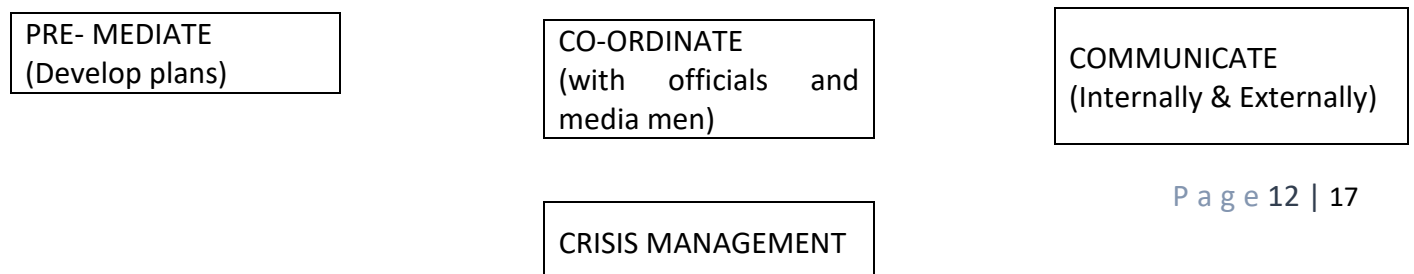 PRE- MEDIATE
(Develop plans)
CO-ORDINATE
(with officials and
media men)
COMMUNICATE
(Internally & Externally)
P a g e 12 | 17
CRISIS MANAGEMENT